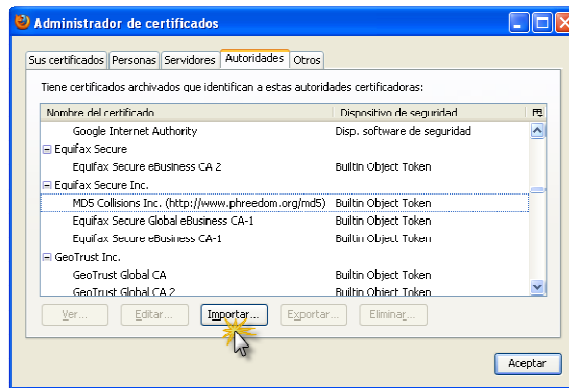 Administrador de certificados
Sus certificados Personas Servidores Autoridades Otros
Tiene certificados archivados que identifican a estas autoridades certificadoras:
Nombre del certificado Dispositivo de seguridad
Google Internet Authority Disp. software de seguridad
Equifax Secure
Equifax Secure eBusiness CA 2 Builtin Object Token
Equifax Secure Inc.
MD5 Collisions Inc. (http://www.phreedom.org/md5) Builtin Object Token
Equifax Secure Global eBusiness CA-1 Builtin Object Token
Equifax Secure eBusiness CA-1 Builtin Object Token
GeoTrust Inc.
GeoTrust Global CA Builtin Object Token
GeoTrust Global CA 2 Builtin Object Token
Ver... Editar... Importar... Exportar... Eliminar...
Aceptar